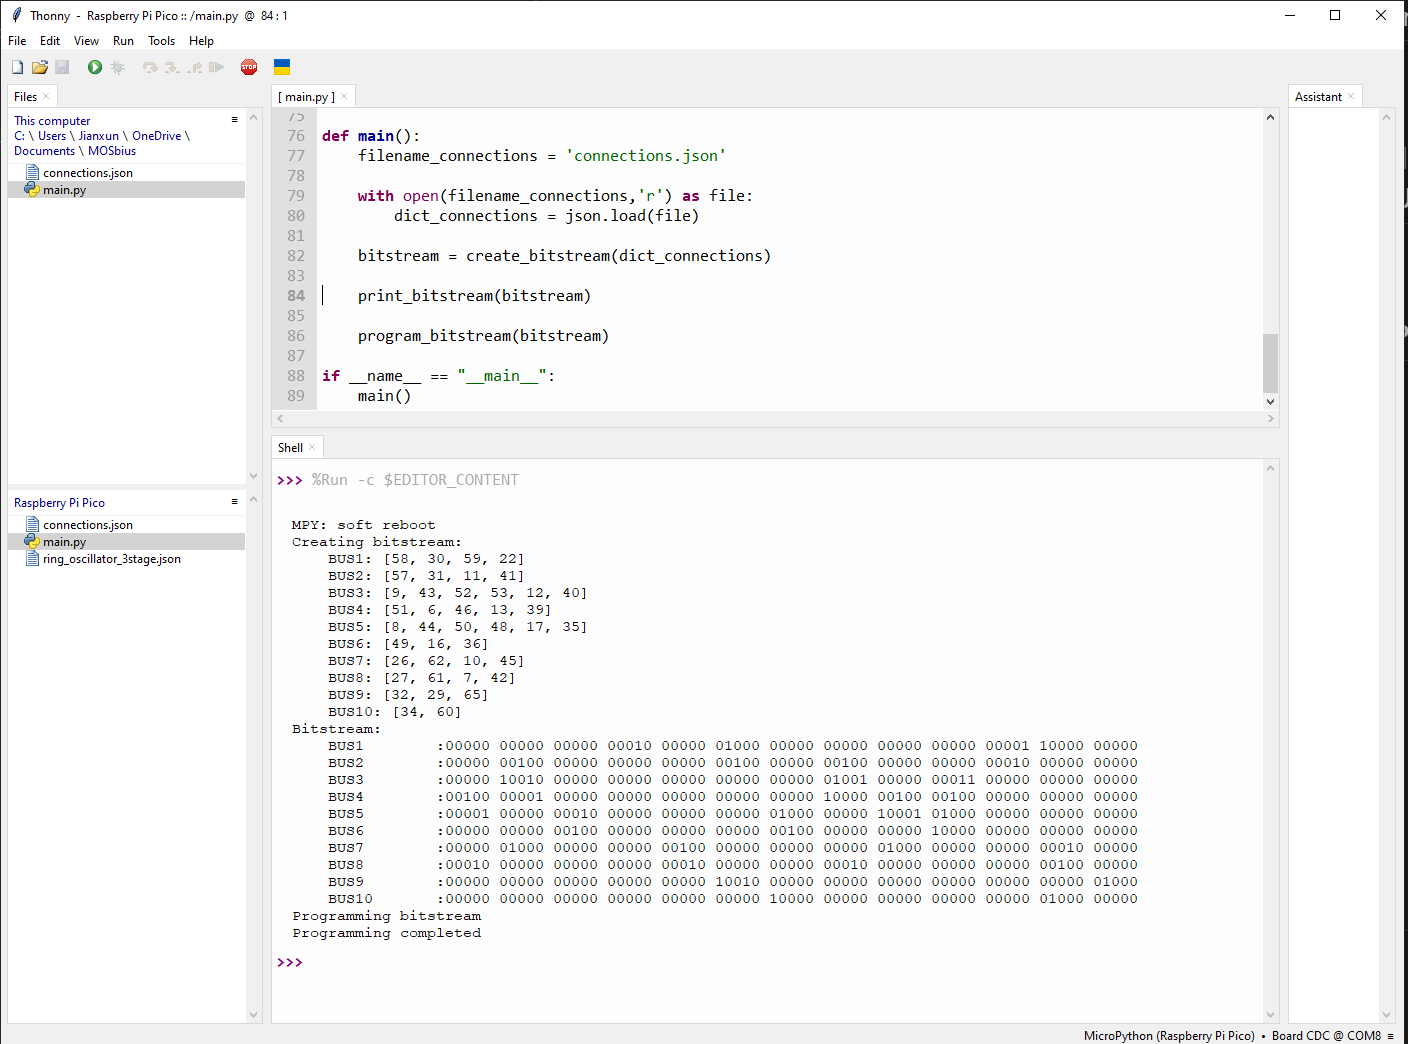 Thonny - Raspberry Pi Pico :: /main.py @ 84 : 1
File Edit View Run Tools Help
STOP
Files
This computer
C: \ Users \ Jianxun \ OneDrive \
Documents \ MOSbius
connections.json
main.py
Raspberry Pi Pico
connections.json
main.py
ring_oscillator_3stage.json
[ main.py ]
75
76 def main():
77     filename_connections = 'connections.json'
78
79     with open(filename_connections,'r') as file:
80         dict_connections = json.load(file)
81
82     bitstream = create_bitstream(dict_connections)
83
84     print_bitstream(bitstream)
85
86     program_bitstream(bitstream)
87
88 if __name__ == "__main__":
89     main()
Shell
>>> %Run -c $EDITOR_CONTENT
MPY: soft reboot
Creating bitstream:
BUS1: [58, 30, 59, 22]
BUS2: [57, 31, 11, 41]
BUS3: [9, 43, 52, 53, 12, 40]
BUS4: [51, 6, 46, 13, 39]
BUS5: [8, 44, 50, 48, 17, 35]
BUS6: [49, 16, 36]
BUS7: [26, 62, 10, 45]
BUS8: [27, 61, 7, 42]
BUS9: [32, 29, 65]
BUS10: [34, 60]
Bitstream:
BUS1 :00000 00000 00000 00010 00000 01000 00000 00000 00000 00000 00001 10000 00000
BUS2 :00000 00100 00000 00000 00000 00100 00000 00100 00000 00000 00010 00000 00000
BUS3 :00000 10010 00000 00000 00000 00000 00000 01001 00000 00011 00000 00000 00000
BUS4 :00100 00001 00000 00000 00000 00000 00000 10000 00100 00100 00000 00000 00000
BUS5 :00001 00000 00010 00000 00000 00000 01000 00000 10001 01000 00000 00000 00000
BUS6 :00000 00000 00100 00000 00000 00000 00100 00000 00000 10000 00000 00000 00000
BUS7 :00000 01000 00000 00000 00100 00000 00000 00000 01000 00000 00000 00010 00000
BUS8 :00010 00000 00000 00000 00010 00000 00000 00010 00000 00000 00000 00100 00000
BUS9 :00000 00000 00000 00000 00000 10010 00000 00000 00000 00000 00000 00000 01000
BUS10 :00000 00000 00000 00000 00000 00000 10000 00000 00000 00000 00000 01000 00000
Programming bitstream
Programming completed
>>>
Assistant
MicroPython (Raspberry Pi Pico) • Board CDC @ COM8 ≡